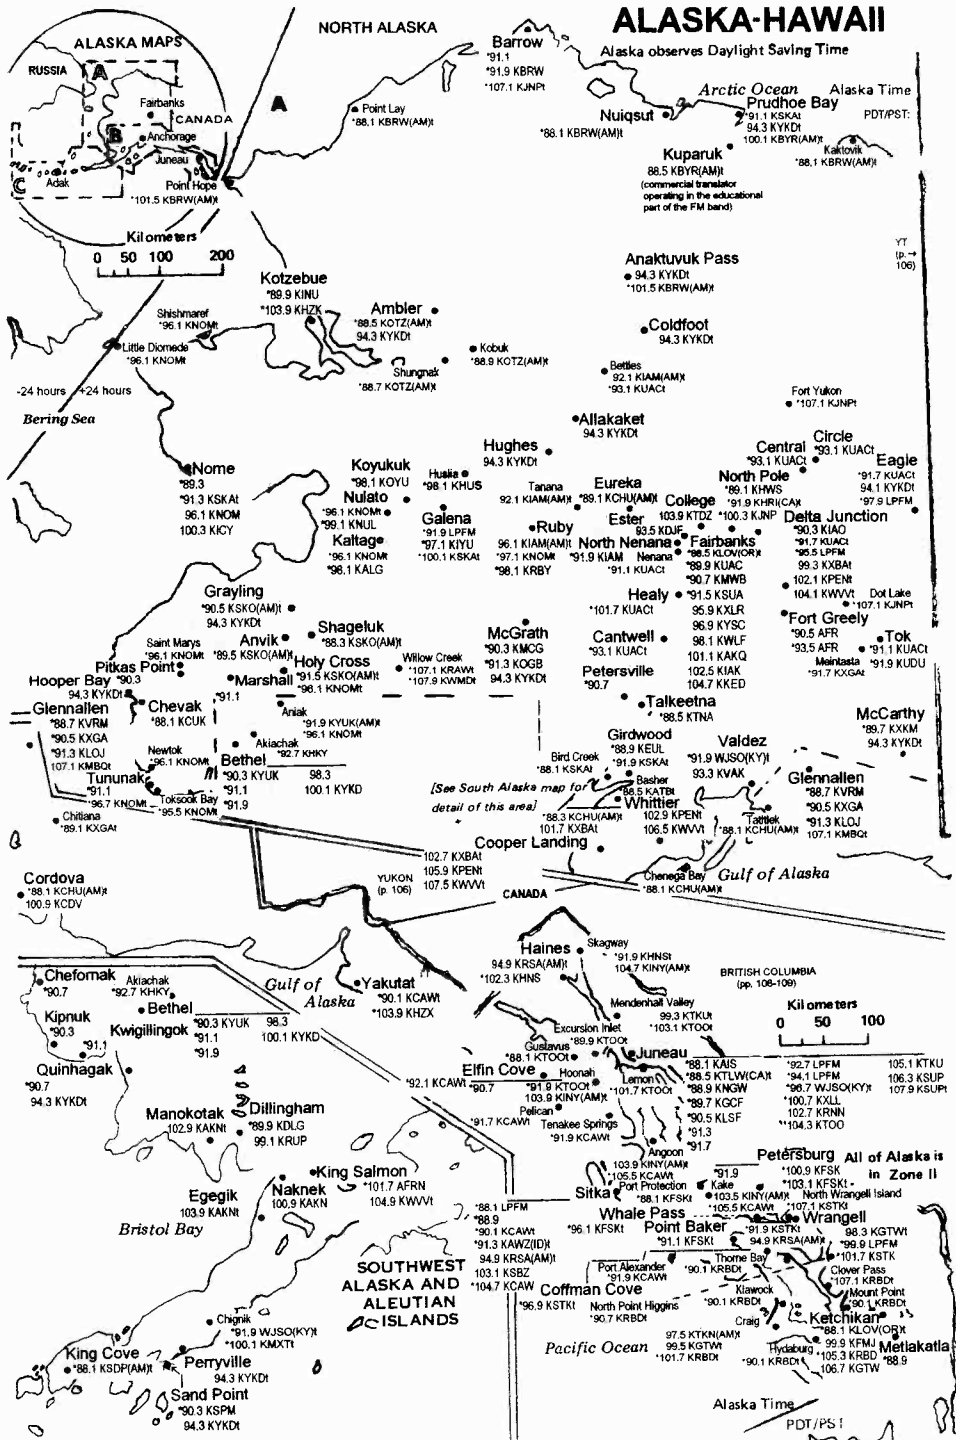 ALASKA-HAWAII
Alaska observes Daylight Saving Time
NORTH ALASKA
ALASKA MAPS
RUSSIA
A
Fairbanks
CANADA
B
Anchorage
Juneau
C
Adak
Point Hope
*101.5 KBRW(AM)t
A
Kilometers
0 50 100 200
Barrow
*91.1
*91.9 KBRW
*107.1 KJNPt
Point Lay
*88.1 KBRW(AM)t
Arctic Ocean
Alaska Time
PDT/PST:
Nuiqsut
*88.1 KBRW(AM)t
Prudhoe Bay
*91.1 KSKAt
94.3 KYKDt
100.1 KBYR(AM)t
Kaktovik
*88.1 KBRW(AM)t
Kuparuk
88.5 KBYR(AM)t
(commercial translator
operating in the educational
part of the FM band)
YT
(p. →
106)
Anaktuvuk Pass
94.3 KYKDt
*101.5 KBRW(AM)t
Kotzebue
*89.9 KINU
*103.9 KHZK
Ambler
*88.5 KOTZ(AM)t
94.3 KYKDt
Shishmaref
*96.1 KNOMt
Little Diomede
*96.1 KNOMt
Coldfoot
94.3 KYKDt
Kobuk
*88.9 KOTZ(AM)t
Shungnak
*88.7 KOTZ(AM)t
Bettles
92.1 KIAM(AM)t
*93.1 KUACt
-24 hours +24 hours
Bering Sea
Fort Yukon
*107.1 KJNPt
Allakaket
94.3 KYKDt
Hughes
94.3 KYKDt
Circle
*93.1 KUACt
Central
*93.1 KUACt
Eagle
*91.7 KUACt
94.1 KYKDt
*97.9 LPFM
Nome
*89.3
*91.3 KSKAt
96.1 KNOM
100.3 KICY
Koyukuk
*98.1 KOYU
Nulato
*96.1 KNOMt
*99.1 KNUL
Kaltag
*96.1 KNOMt
*98.1 KALG
Huslia
*98.1 KHUS
Galena
*91.9 LPFM
*97.1 KIYU
*100.1 KSKAt
Tanana
92.1 KIAM(AM)t
Eureka
*89.1 KCHU(AM)t
North Pole
*89.1 KHWS
*91.9 KHRI(CA)t
*100.3 KJNP
College
103.9 KTDZ
Ester
93.5 KDJF
Ruby
96.1 KIAM(AM)t
*97.1 KNOMt
*98.1 KRBY
North Nenana
*91.9 KIAM
Nenana
*91.1 KUACt
Fairbanks
*88.5 KLOV(OR)t
*89.9 KUAC
*90.7 KMWB
*91.5 KSUA
95.9 KXLR
96.9 KYSC
98.1 KWLF
101.1 KAKQ
102.5 KIAK
104.7 KKED
Delta Junction
*90.3 KIAO
*91.7 KUACt
*95.5 LPFM
99.3 KXBAt
102.1 KPENt
104.1 KWVVt
Dot Lake
*107.1 KJNPt
Grayling
*90.5 KSKO(AM)t
94.3 KYKDt
Anvik
*89.5 KSKO(AM)t
Shageluk
*88.3 KSKO(AM)t
McGrath
*90.3 KMCG
*91.3 KOGB
94.3 KYKDt
Healy
*101.7 KUACt
Cantwell
*93.1 KUACt
Fort Greely
*90.5 AFR
*93.5 AFR
Tok
*91.1 KUACt
*91.9 KUDU
Mentasta
*91.7 KXGAt
Saint Marys
*96.1 KNOMt
Pitkas Point
*90.3
Holy Cross
*91.5 KSKO(AM)t
*96.1 KNOMt
Willow Creek
*107.1 KRAWt
*107.9 KWMDt
Petersville
*90.7
Hooper Bay
94.3 KYKDt
Marshall
*91.1
Chevak
*88.1 KCUK
Glennallen
*88.7 KVRM
*90.5 KXGA
*91.3 KLOJ
107.1 KMBQt
Aniak
*91.9 KYUK(AM)t
*96.1 KNOMt
Akiachak
*92.7 KHKY
Talkeetna
*88.5 KTNA
McCarthy
*89.7 KXKM
94.3 KYKDt
Newtok
*96.1 KNOMt
Tununak
*91.1
*96.7 KNOMt
Toksook Bay
*95.5 KNOMt
Bethel
*90.3 KYUK 98.3
*91.1 100.1 KYKD
*91.9
Chitiana
*89.1 KXGAt
[See South Alaska map for
detail of this area]
Girdwood
*88.9 KEUL
*91.9 KSKAt
Bird Creek
*88.1 KSKAt
Basher
88.5 KATBt
Valdez
*91.9 WJSO(KY)t
93.3 KVAK
Glennallen
*88.7 KVRM
*90.5 KXGA
*91.3 KLOJ
107.1 KMBQt
Whittier
*88.3 KCHU(AM)t
101.7 KXBAt
102.9 KPENt
106.5 KWVVt
Tatitlek
*88.1 KCHU(AM)t
Cooper Landing
102.7 KXBAt
105.9 KPENt
107.5 KWVVt
Chenega Bay
*88.1 KCHU(AM)t
Gulf of Alaska
YUKON
(p. 106)
CANADA
Cordova
*88.1 KCHU(AM)t
100.9 KCDV
Chefornak
*90.7
Akiachak
*92.7 KHKY
Bethel
*90.3 KYUK 98.3
*91.1 100.1 KYKD
*91.9
Kipnuk
*90.3
Kwigillingok
*91.1
Quinhagak
*90.7
94.3 KYKDt
Gulf of
Alaska
Yakutat
*90.1 KCAWt
*103.9 KHZX
Haines
94.9 KRSA(AM)t
*102.3 KHNS
Skagway
*91.9 KHNSt
104.7 KINY(AM)t
BRITISH COLUMBIA
(pp. 108-109)
Kilometers
0 50 100
Mendenhall Valley
99.3 KTKUt
*103.1 KTOOt
Excursion Inlet
*89.9 KTOOt
Gustavus
*88.1 KTOOt
Juneau
*88.1 KAIS
*88.5 KTLW(CA)t
*88.9 KNGW
*89.7 KGCF
*90.5 KLSF
*91.3
*91.7
*92.7 LPFM
*94.1 LPFM
*96.7 WJSO(KY)t
*100.7 KXLL
102.7 KRNN
*104.3 KTOO
105.1 KTKU
106.3 KSUP
107.9 KSUPt
Elfin Cove
*90.7
*92.1 KCAWt
Hoonah
*91.9 KTOOt
103.9 KINY(AM)t
Lemon
*101.7 KTOOt
Pelican
*91.7 KCAWt
Tenakee Springs
*91.9 KCAWt
Angoon
103.9 KINY(AM)t
*105.5 KCAWt
Manokotak
102.9 KAKNt
Dillingham
*89.9 KDLG
99.1 KRUP
King Salmon
*101.7 AFRN
104.9 KWVVt
Naknek
100.9 KAKN
Egegik
103.9 KAKNt
Bristol Bay
Petersburg
*91.9
*100.9 KFSK
*103.1 KFSKt
All of Alaska is
in Zone II
Sitka
*88.1 LPFM
*88.9
*90.1 KCAWt
*91.3 KAWZ(ID)t
94.9 KRSA(AM)t
103.1 KSBZ
*104.7 KCAW
Port Protection
*88.1 KFSKt
Kake
*103.5 KINY(AM)t
*105.5 KCAWt
North Wrangell Island
*107.1 KSTKt
Whale Pass
*96.1 KFSKt
Point Baker
*91.1 KFSKt
Wrangell
*91.9 KSTKt
94.9 KRSA(AM)t
98.3 KGTWt
*99.9 LPFM
*101.7 KSTK
SOUTHWEST
ALASKA AND
ALEUTIAN
ISLANDS
Port Alexander
*91.9 KCAWt
Thorne Bay
*90.1 KRBDt
Clover Pass
*107.1 KRBDt
Coffman Cove
*96.9 KSTKt
North Point Higgins
*90.7 KRBDt
Klawock
*90.1 KRBDt
Mount Point
*90.1 KRBDt
Craig
Ketchikan
*88.1 KLOV(OR)t
*99.9 KFMJ
*105.3 KRBD
106.7 KGTW
97.5 KTKN(AM)t
99.5 KGTWt
*101.7 KRBDt
Hydaburg
*90.1 KRBDt
Metlakatla
*88.9
Pacific Ocean
Chignik
*91.9 WJSO(KY)t
*100.1 KMXTt
King Cove
*88.1 KSDP(AM)t
Perryville
94.3 KYKDt
Sand Point
*90.3 KSPM
94.3 KYKDt
Alaska Time
PDT/PST